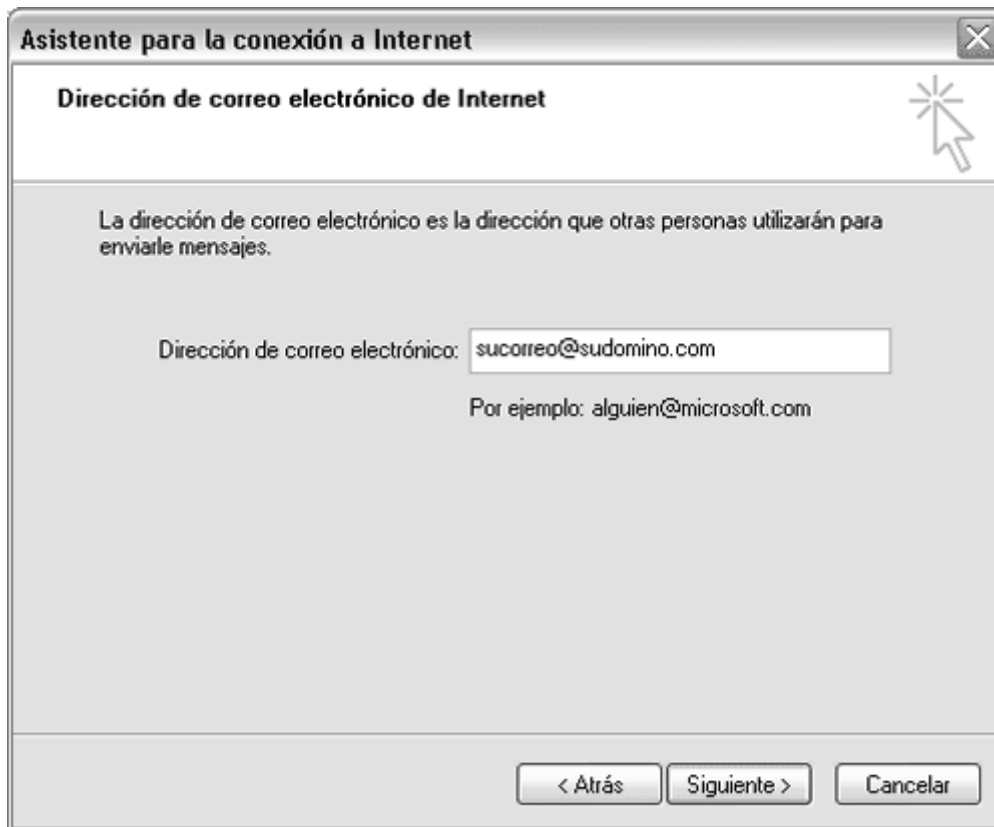 Asistente para la conexión a Internet
Dirección de correo electrónico de Internet
La dirección de correo electrónico es la dirección que otras personas utilizarán para
enviarle mensajes.
Dirección de correo electrónico: sucorreo@sudomino.com
Por ejemplo: alguien@microsoft.com
< Atrás Siguiente > Cancelar